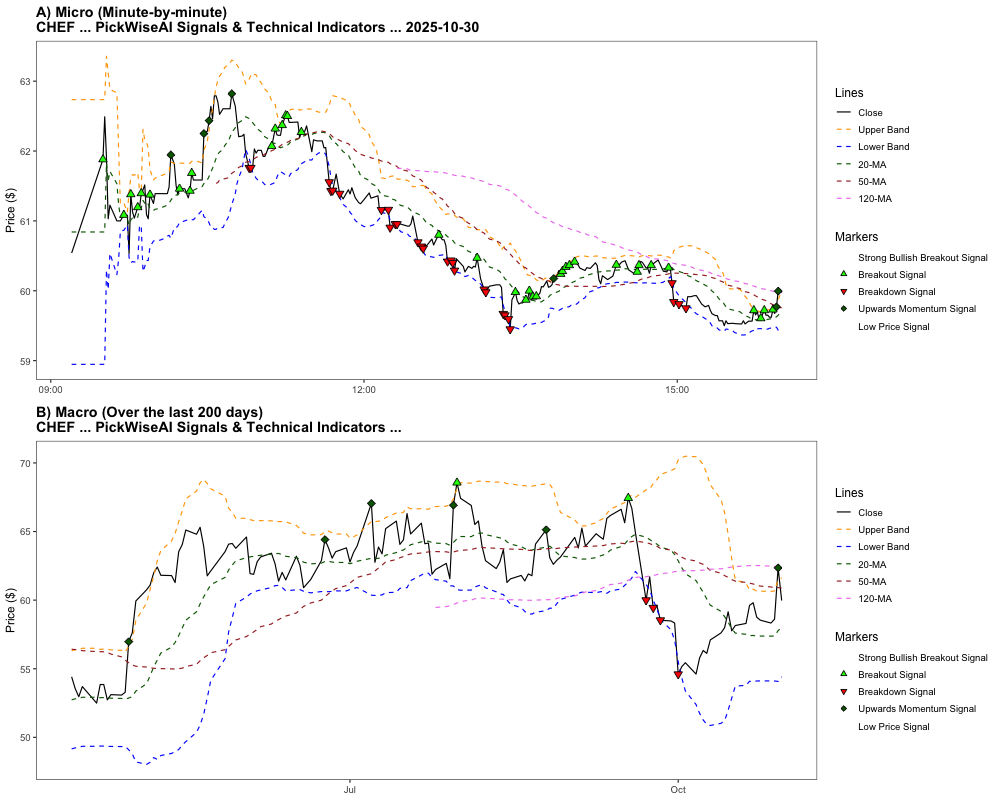 A) Micro (Minute-by-minute)
CHEF ... PickWiseAI Signals & Technical Indicators ... 2025-10-30
Price ($)
63
62
61
60
59
09:00
12:00
15:00
Lines
Close
Upper Band
Lower Band
20-MA
50-MA
120-MA
Markers
Strong Bullish Breakout Signal
Breakout Signal
Breakdown Signal
Upwards Momentum Signal
Low Price Signal
B) Macro (Over the last 200 days)
CHEF ... PickWiseAI Signals & Technical Indicators ...
Price ($)
70
65
60
55
50
Jul
Oct
Lines
Close
Upper Band
Lower Band
20-MA
50-MA
120-MA
Markers
Strong Bullish Breakout Signal
Breakout Signal
Breakdown Signal
Upwards Momentum Signal
Low Price Signal